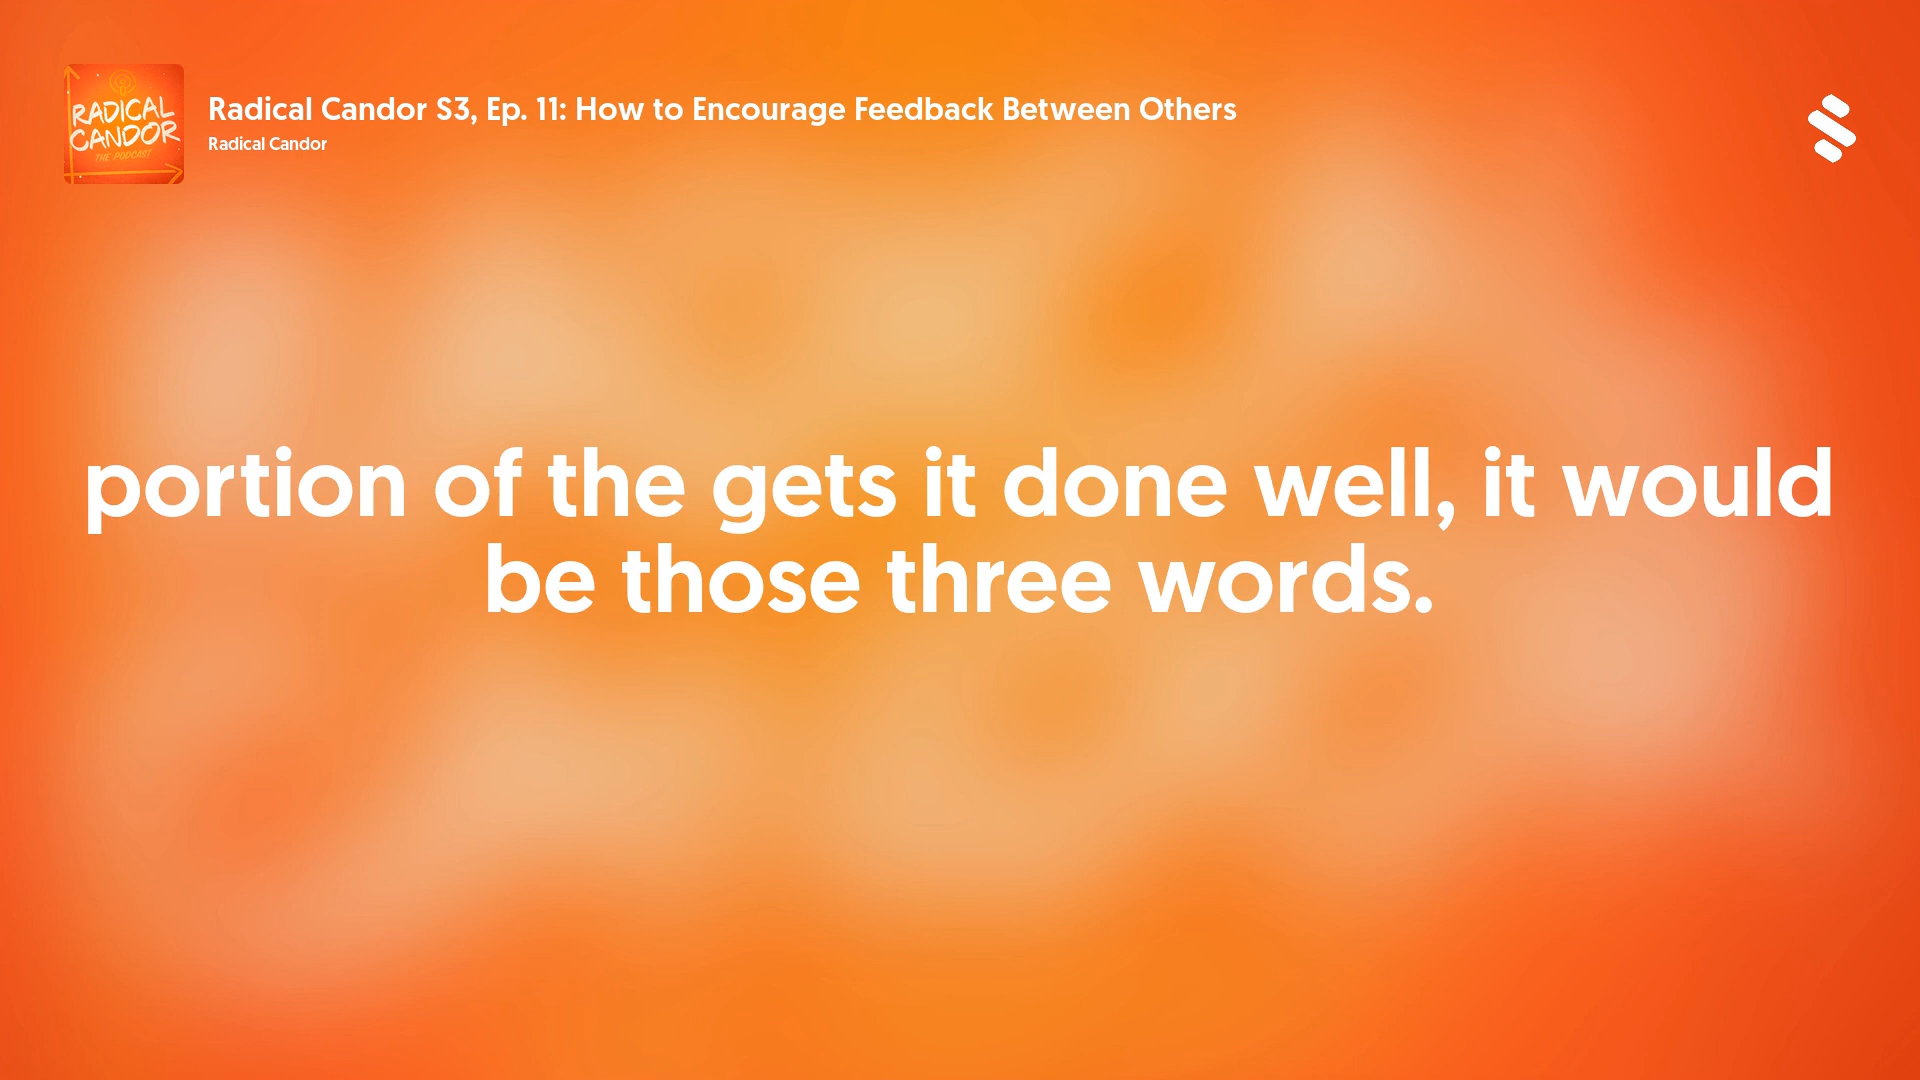 RADICAL
CANDOR
THE PODCAST
Radical Candor S3, Ep. 11: How to Encourage Feedback Between Others
Radical Candor
portion of the gets it done well, it would
be those three words.